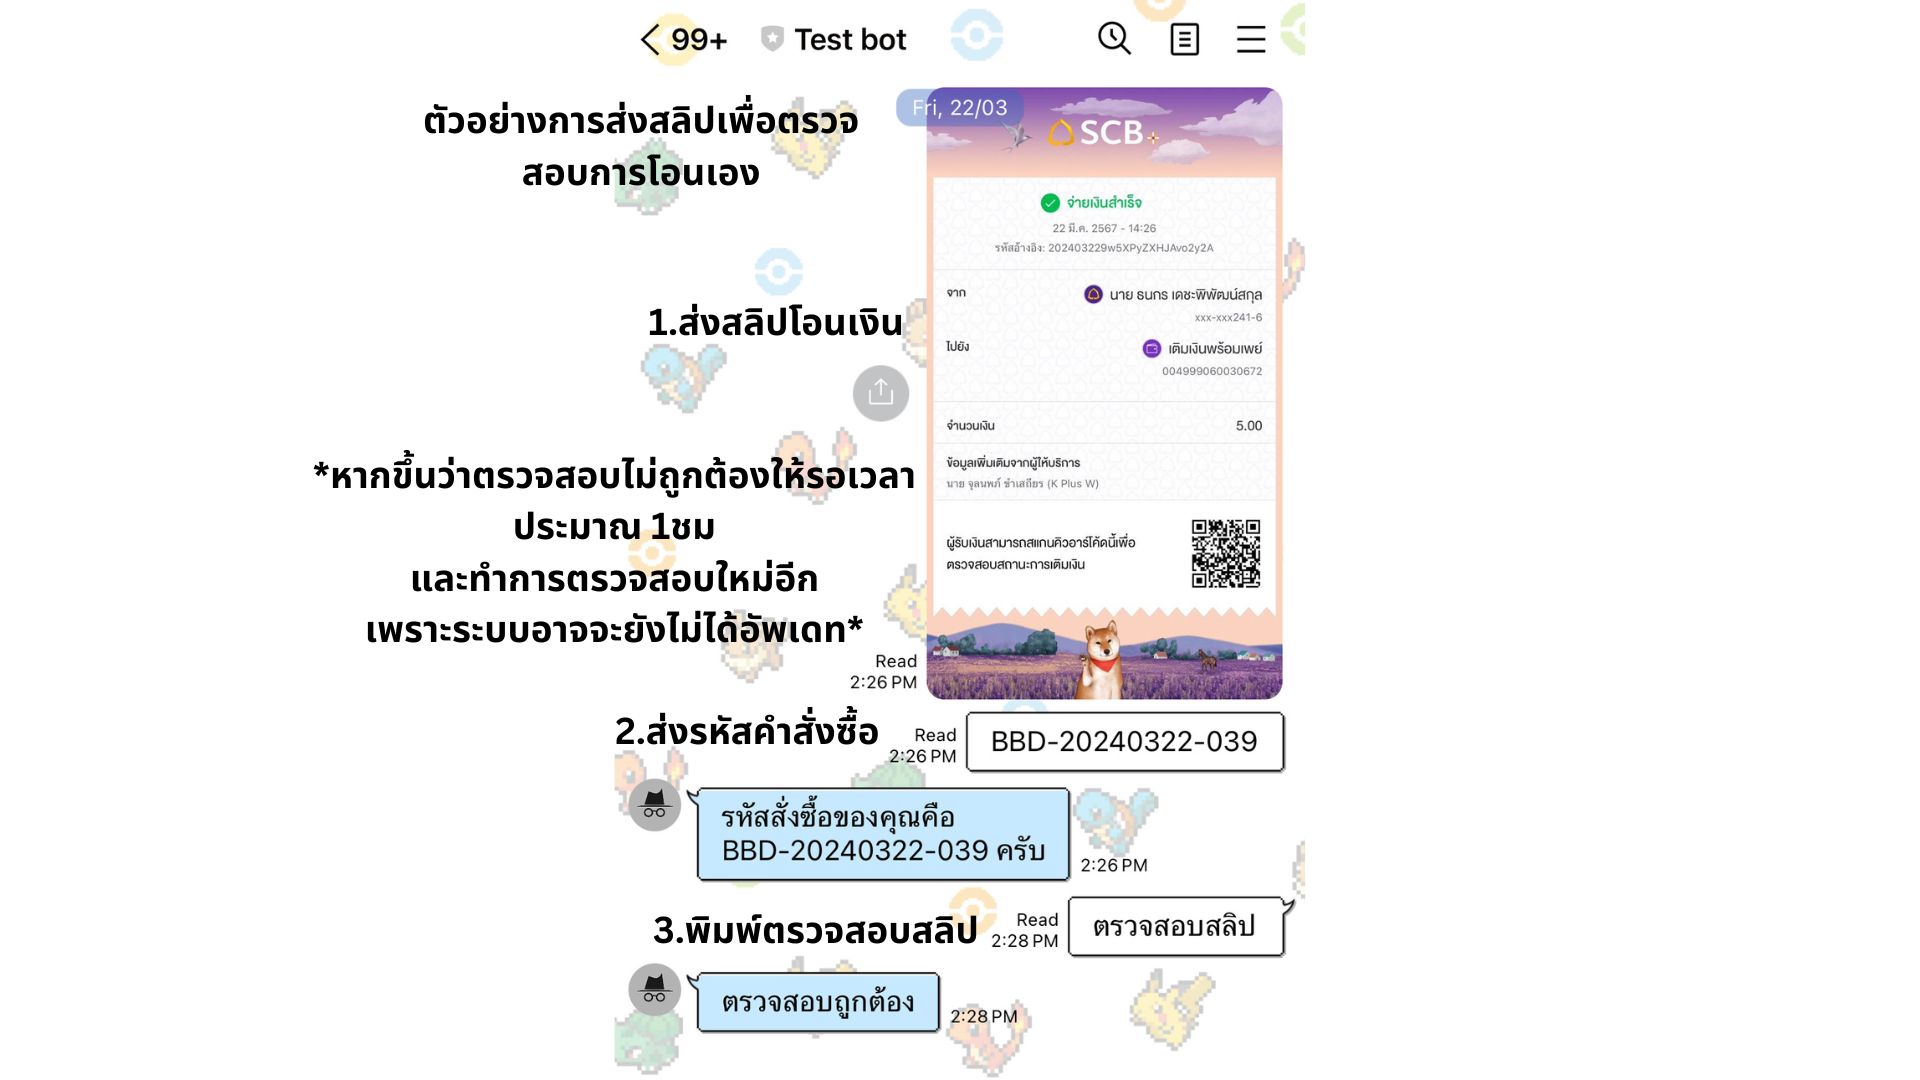 99+
Test bot
ตัวอย่างการส่งสลิปเพื่อตรวจ
สอบการโอนเอง
Fri, 22/03
SCB
จ่ายเงินสำเร็จ
22 มี.ค. 2567 - 14:26
รหัสอ้างอิง: 202403229w5XPyZXHJAvo2y2A
จาก
นาย ธนกร เดชะพิพัฒน์สกุล
xxx-xxx241-6
ไปยัง
เติมเงินพร้อมเพย์
004999060030672
จำนวนเงิน
5.00
ข้อมูลเพิ่มเติมจากผู้ให้บริการ
นาย จุลนพภ์ ชำเสถียร (K Plus W)
ผู้รับเงินสามารถสแกนคิวอาร์โค้ดนี้เพื่อ
ตรวจสอบสถานะการเติมเงิน
1.ส่งสลิปโอนเงิน
*หากขึ้นว่าตรวจสอบไม่ถูกต้องให้รอเวลา
ประมาณ 1ชม
และทำการตรวจสอบใหม่อีก
เพราะระบบอาจจะยังไม่ได้อัพเดท*
Read
2:26 PM
2.ส่งรหัสคำสั่งซื้อ
Read
2:26 PM
BBD-20240322-039
รหัสสั่งซื้อของคุณคือ
BBD-20240322-039 ครับ
2:26 PM
3.พิมพ์ตรวจสอบสลิป
Read
2:28 PM
ตรวจสอบสลิป
ตรวจสอบถูกต้อง
2:28 PM